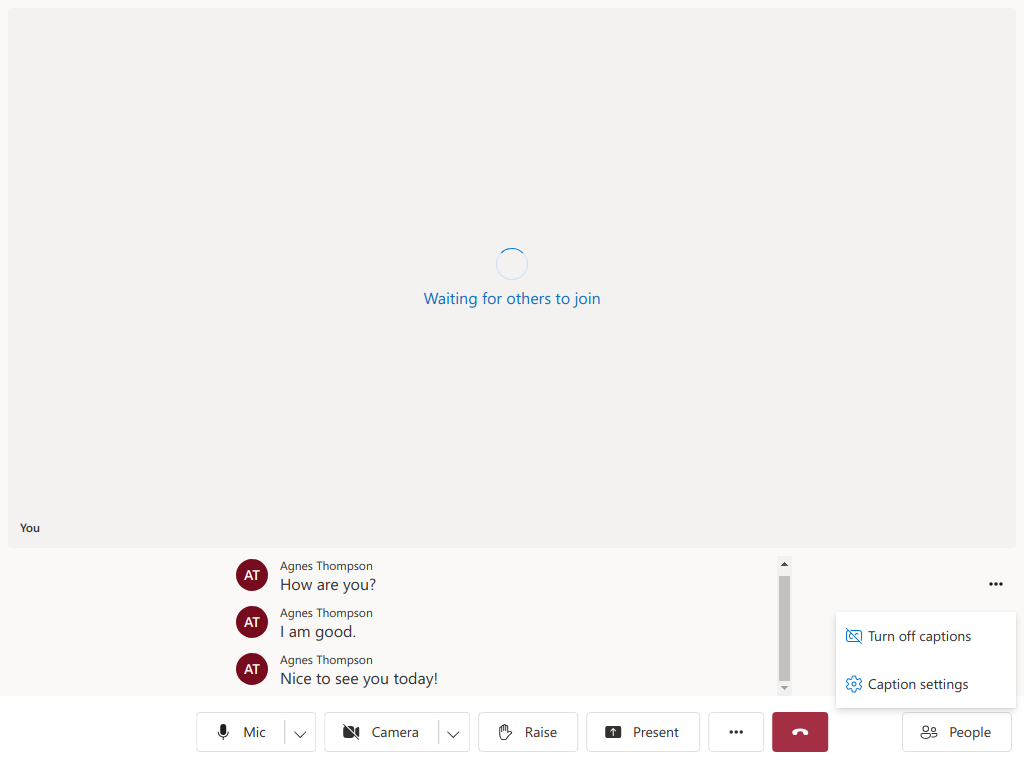 Waiting for others to join
You
AT
Agnes Thompson
How are you?
AT
Agnes Thompson
I am good.
AT
Agnes Thompson
Nice to see you today!
Turn off captions
Caption settings
Mic
Camera
Raise
Present
People